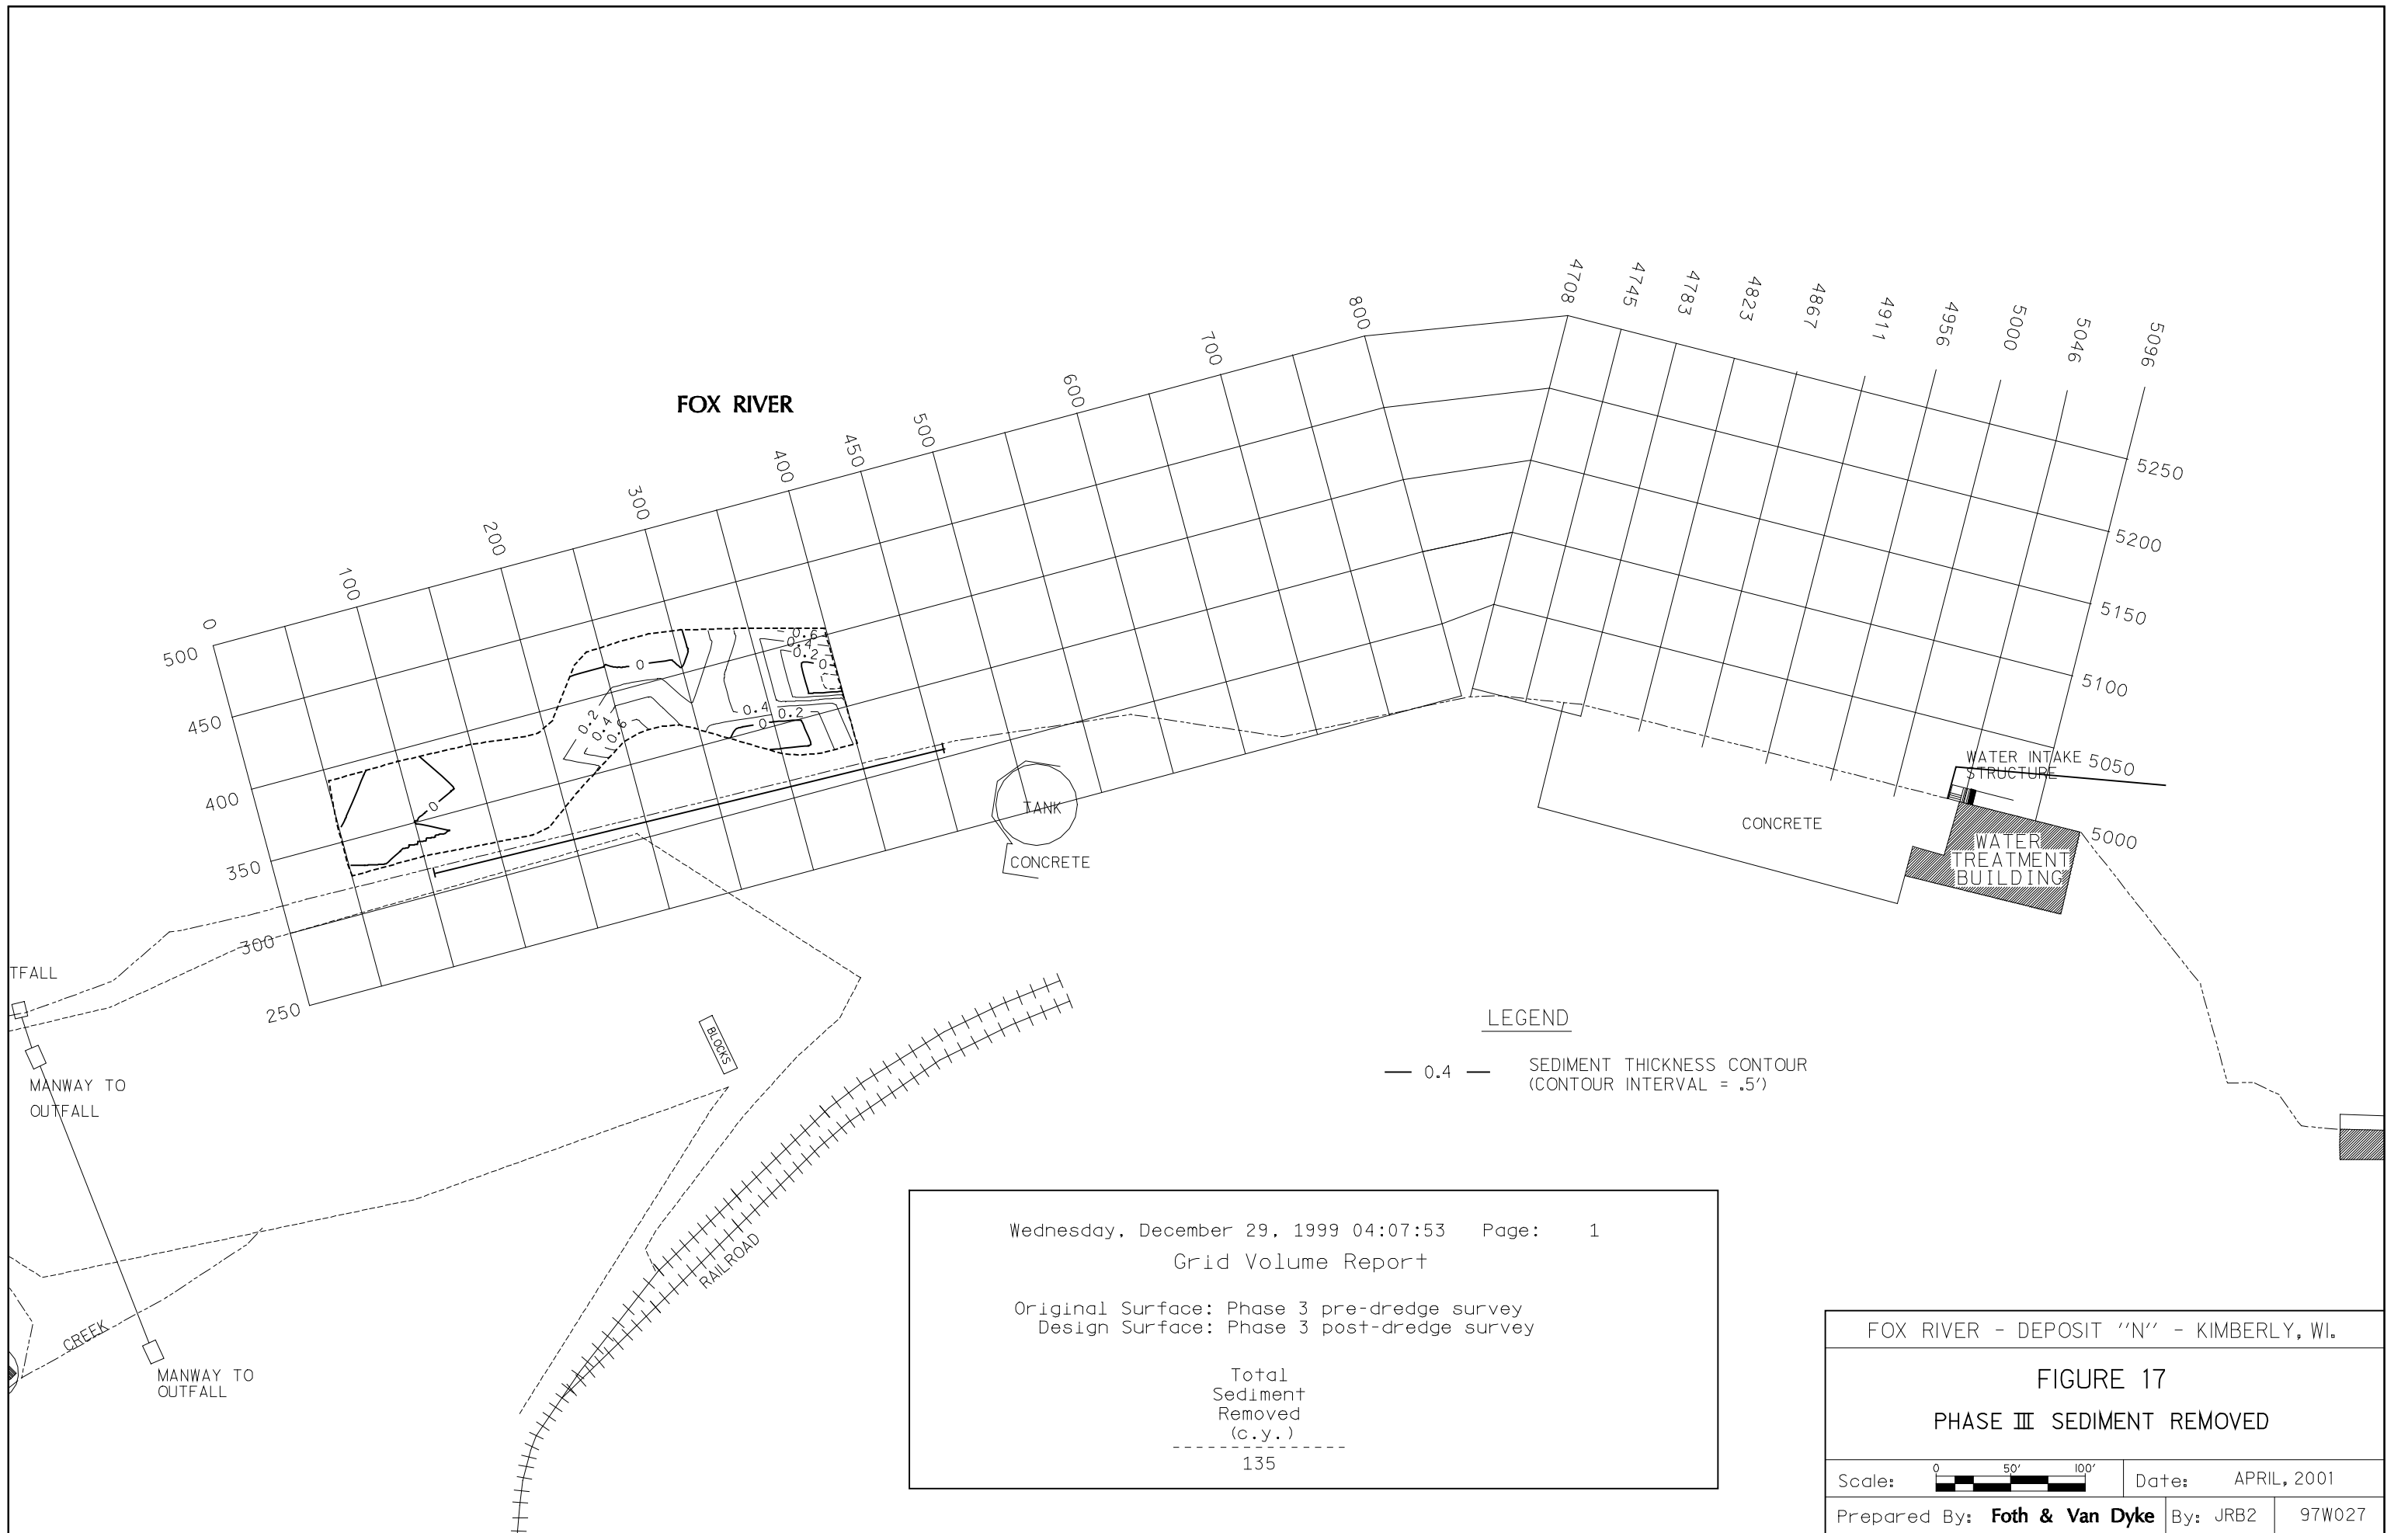 4708
4745
4783
4823
4867
4911
4956
5000
5046
5096
800
700
600
500
450
400
300
200
100
0
FOX RIVER
500
450
400
350
300
250
5250
5200
5150
5100
5050
5000
0.6
0.4
0.2
0
0
0.2
0.4
0.6
0.4
0.2
0
0
WATER INTAKE
STRUCTURE
TANK
CONCRETE
CONCRETE
WATER
TREATMENT
BUILDING
TFALL
MANWAY TO
OUTFALL
BLOCKS
RAILROAD
CREEK
MANWAY TO
OUTFALL
LEGEND
0.4 SEDIMENT THICKNESS CONTOUR
(CONTOUR INTERVAL = .5')
Wednesday, December 29, 1999 04:07:53 Page: 1
Grid Volume Report
Original Surface: Phase 3 pre-dredge survey
Design Surface: Phase 3 post-dredge survey
Total
Sediment
Removed
(c.y.)
---------------
135
FOX RIVER - DEPOSIT "N" - KIMBERLY, WI.
FIGURE 17
PHASE III SEDIMENT REMOVED
Scale: 0 50' 100' Date: APRIL, 2001
Prepared By: Foth & Van Dyke By: JRB2 97W027